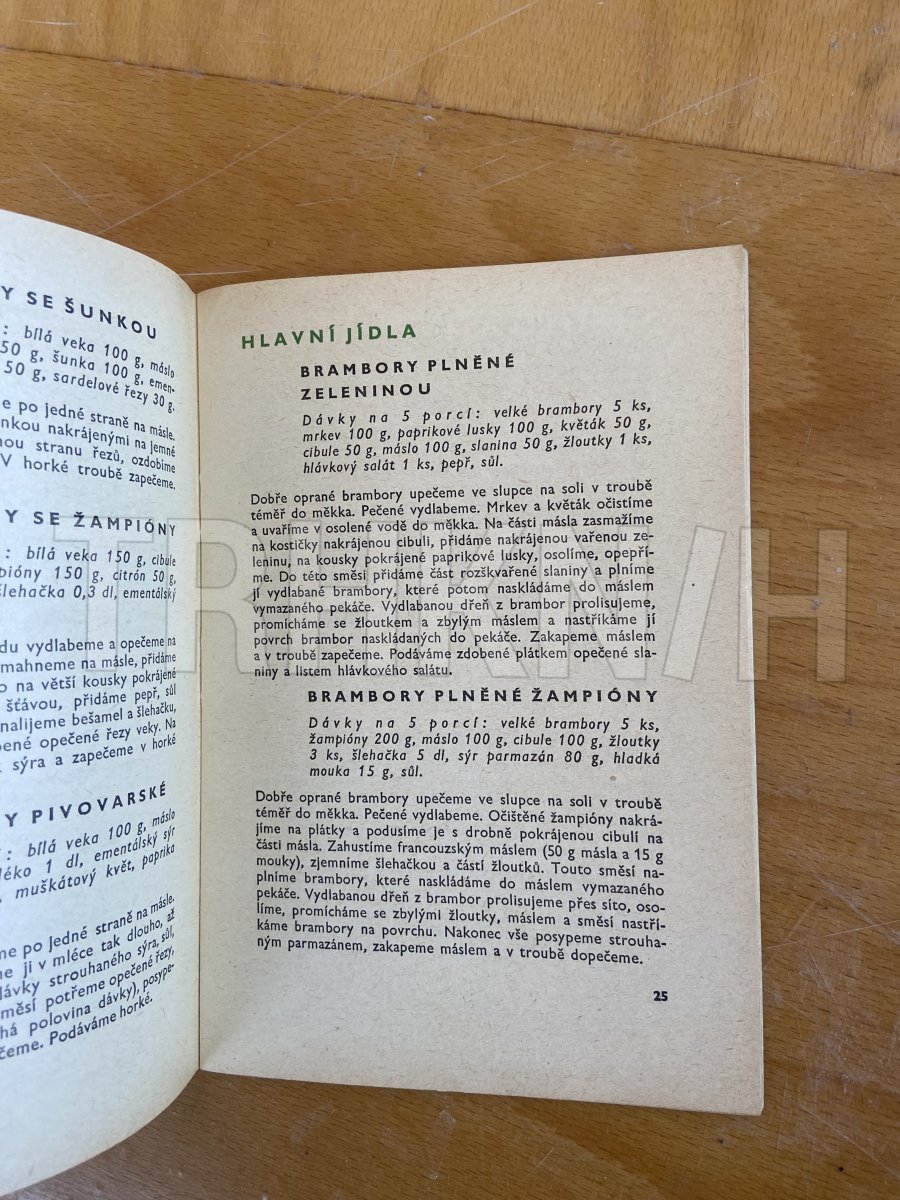 Y SE ŠUNKOU
: bílá veka 100 g, máslo
50 g, šunka 100 g, emen-
50 g, sardelové řezy 30 g.
e po jedné straně na másle.
nkou nakrájenými na jemné
nou stranu řezů, ozdobíme
V horké troubě zapečeme.
Y SE ŽAMPIÓNY
: bílá veka 150 g, cibule
pióny 150 g, citrón 50 g,
šlehačka 0,3 dl, ementálský
du vydlabeme a opečeme na
mahneme na másle, přidáme
o na větší kousky pokrájené
šťávou, přidáme pepř, sůl
nalijeme bešamel a šlehačku,
bené opečené řezy veky. Na
sýra a zapečeme v horké
Y PIVOVARSKÉ
: bílá veka 100 g, máslo
léko 1 dl, ementálský sýr
, muškátový květ, paprika
me po jedné straně na másle.
ne ji v mléce tak dlouho, až
dávky strouhaného sýra, sůl,
měsí potřeme opečené řezy,
há polovina dávky), posype-
čeme. Podáváme horké.
HLAVNÍ JÍDLA
BRAMBORY PLNĚNÉ
ZELENINOU
Dávky na 5 porcí: velké brambory 5 ks,
mrkev 100 g, paprikové lusky 100 g, květák 50 g,
cibule 50 g, máslo 100 g, slanina 50 g, žloutky 1 ks,
hlávkový salát 1 ks, pepř, sůl.
Dobře oprané brambory upečeme ve slupce na soli v troubě
téměř do měkka. Pečené vydlabeme. Mrkev a květák očistíme
a uvaříme v osolené vodě do měkka. Na části másla zasmažíme
na kostičky nakrájenou cibuli, přidáme nakrájenou vařenou ze-
leninu, na kousky pokrájené paprikové lusky, osolíme, opepří-
me. Do této směsi přidáme část rozškvařené slaniny a plníme
jí vydlabané brambory, které potom naskládáme do máslem
vymazaného pekáče. Vydlabanou dřeň z brambor prolisujeme,
promícháme se žloutkem a zbylým máslem a nastříkáme jí
povrch brambor naskládaných do pekáče. Zakapeme máslem
a v troubě zapečeme. Podáváme zdobené plátkem opečené sla-
niny a listem hlávkového salátu.
BRAMBORY PLNĚNÉ ŽAMPIÓNY
Dávky na 5 porcí: velké brambory 5 ks,
žampióny 200 g, máslo 100 g, cibule 100 g, žloutky
3 ks, šlehačka 5 dl, sýr parmazán 80 g, hladká
mouka 15 g, sůl.
Dobře oprané brambory upečeme ve slupce na soli v troubě
téměř do měkka. Pečené vydlabeme. Očištěné žampióny nakrá-
jíme na plátky a podusíme je s drobně pokrájenou cibulí na
části másla. Zahustíme francouzským máslem (50 g másla a 15 g
mouky), zjemníme šlehačkou a částí žloutků. Touto směsí na-
plníme brambory, které naskládáme do máslem vymazaného
pekáče. Vydlabanou dřeň z brambor prolisujeme přes síto, oso-
líme, promícháme se zbylými žloutky, máslem a směsí nastří-
káme brambory na povrchu. Nakonec vše posypeme strouha-
ným parmazánem, zakapeme máslem a v troubě dopečeme.
25